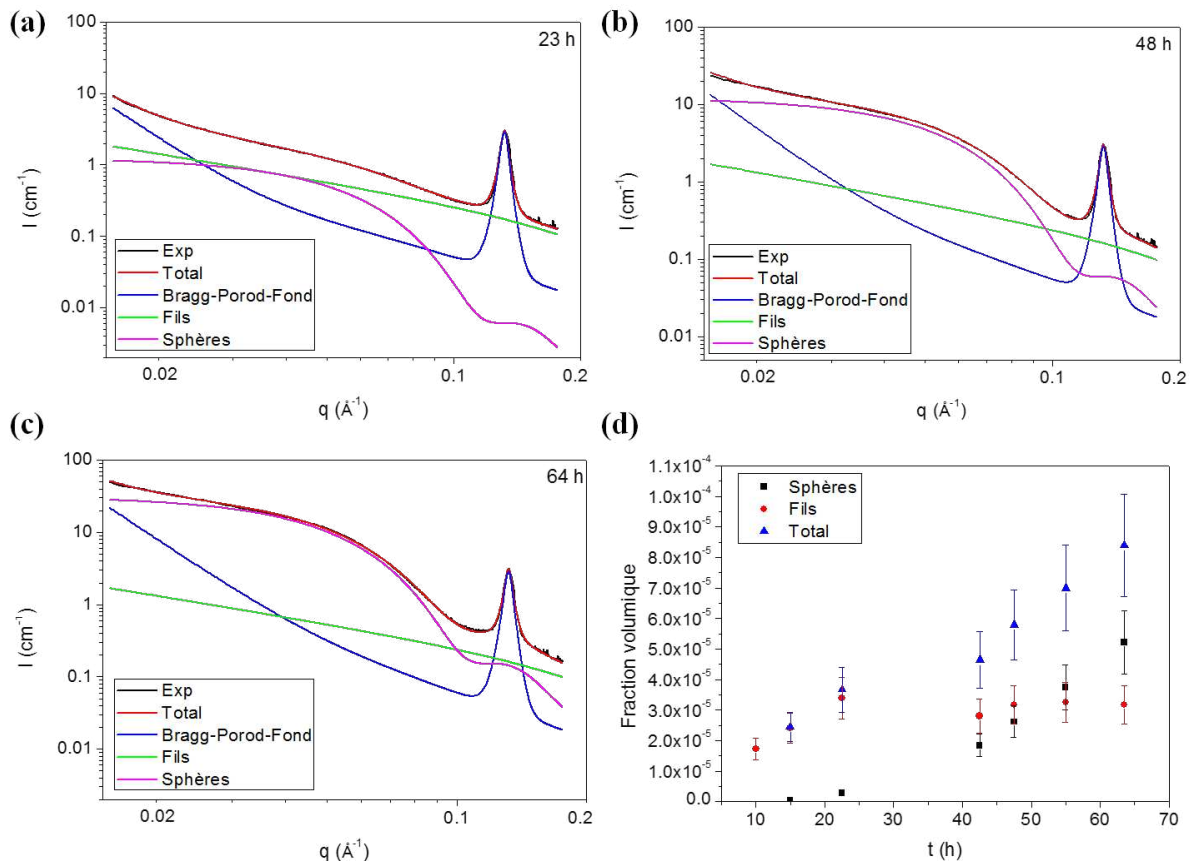 (a)
23 h
I (cm⁻¹)
100
10
1
0.1
0.01
Exp
Total
Bragg-Porod-Fond
Fils
Sphères
0.02
0.1
0.2
q (Å⁻¹)
(b)
48 h
I (cm⁻¹)
100
10
1
0.1
0.01
Exp
Total
Bragg-Porod-Fond
Fils
Sphères
0.02
0.1
0.2
q (Å⁻¹)
(c)
64 h
I (cm⁻¹)
100
10
1
0.1
0.01
Exp
Total
Bragg-Porod-Fond
Fils
Sphères
0.02
0.1
0.2
q (Å⁻¹)
(d)
Fraction volumique
1.1x10⁻⁴
1.0x10⁻⁴
9.0x10⁻⁵
8.0x10⁻⁵
7.0x10⁻⁵
6.0x10⁻⁵
5.0x10⁻⁵
4.0x10⁻⁵
3.0x10⁻⁵
2.0x10⁻⁵
1.0x10⁻⁵
0.0
Sphères
Fils
Total
0 10 20 30 40 50 60 70
t (h)